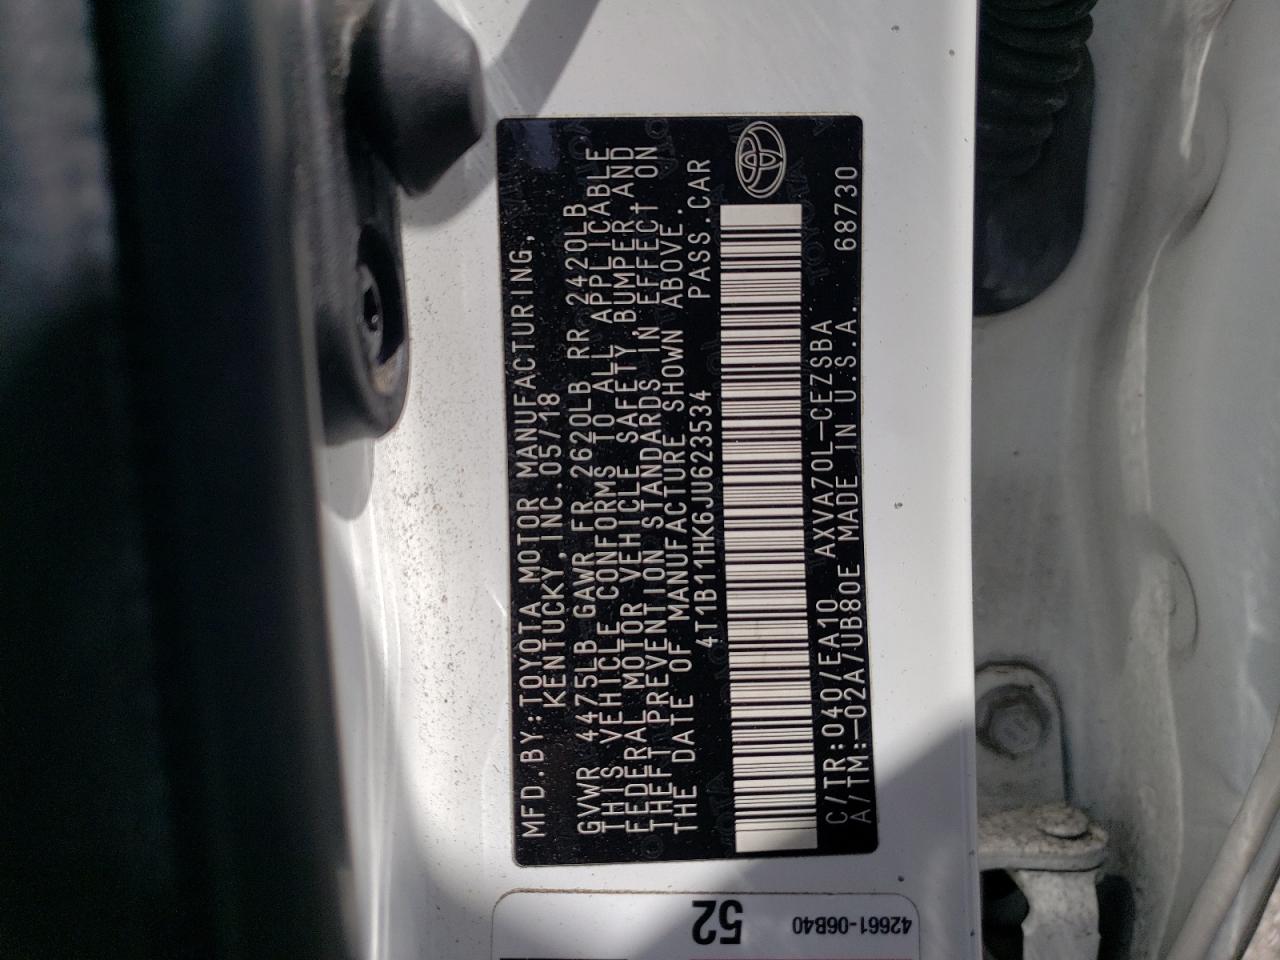 MFD.BY:TOYOTA MOTOR MANUFACTURING,
KENTUCKY,INC.05/18
GVWR 4475LB GAWR FR 2620LB RR 2420LB
THIS VEHICLE CONFORMS TO ALL APPLICABLE
FEDERAL MOTOR VEHICLE SAFETY,BUMPER,AND
THEFT PREVENTION STANDARDS IN EFFECT ON
THE DATE OF MANUFACTURE SHOWN ABOVE.
4T1B11HK6JU623534 PASS.CAR
C/TR:040/EA10 AXVA70L-CEZSBA
A/TM:-02A/UB80E MADE IN U.S.A. 68730
52
42661-06B40